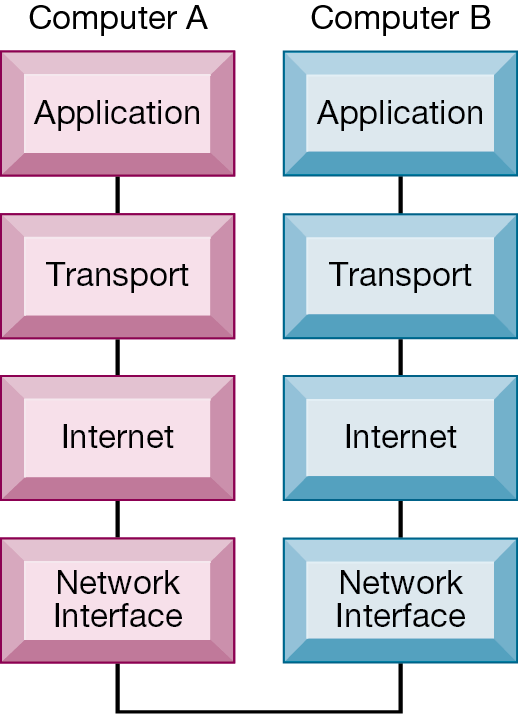 Computer A
Computer B
Application
Application
Transport
Transport
Internet
Internet
Network
Interface
Network
Interface